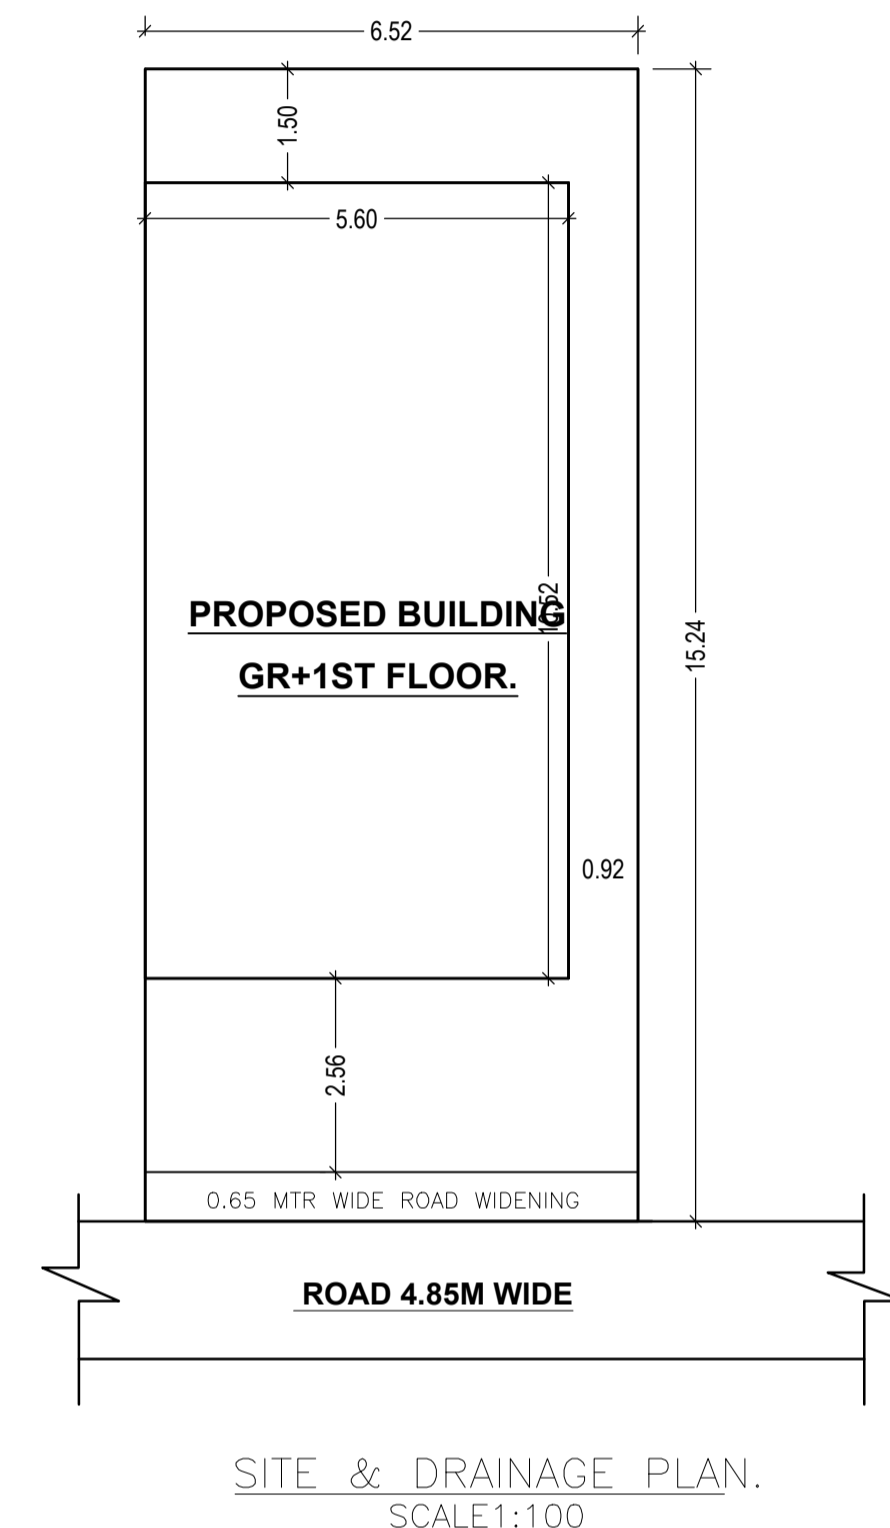 6.52
1.50
5.60
PROPOSED BUILDING
GR+1ST FLOOR.
15.24
0.92
2.56
0.65 MTR WIDE ROAD WIDENING
ROAD 4.85M WIDE
SITE & DRAINAGE PLAN.
SCALE1:100